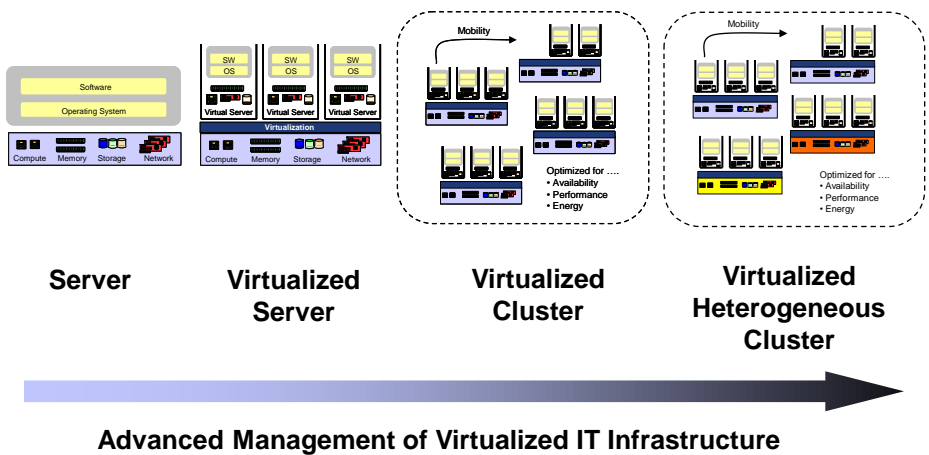 Software
Operating System
Compute Memory Storage Network
SW SW SW
OS OS OS
Virtual Server Virtual Server Virtual Server
Virtualization
Compute Memory Storage Network
Mobility
Optimized for ....
• Availability
• Performance
• Energy
Mobility
Optimized for ....
• Availability
• Performance
• Energy
Server
Virtualized
Server
Virtualized
Cluster
Virtualized
Heterogeneous
Cluster
Advanced Management of Virtualized IT Infrastructure